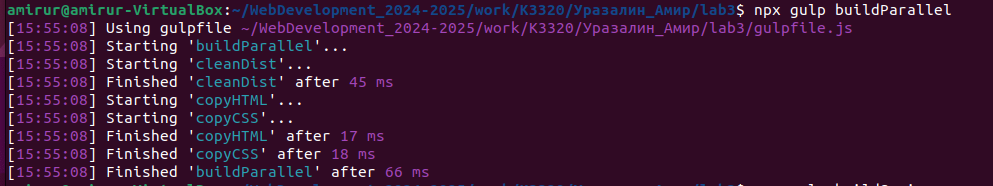 amirur@amirur-VirtualBox:~/WebDevelopment_2024-2025/work/K3320/Уразалин_Амир/lab3$ npx gulp buildParallel
[15:55:08] Using gulpfile ~/WebDevelopment_2024-2025/work/K3320/Уразалин_Амир/lab3/gulpfile.js
[15:55:08] Starting 'buildParallel'...
[15:55:08] Starting 'cleanDist'...
[15:55:08] Finished 'cleanDist' after 45 ms
[15:55:08] Starting 'copyHTML'...
[15:55:08] Starting 'copyCSS'...
[15:55:08] Finished 'copyHTML' after 17 ms
[15:55:08] Finished 'copyCSS' after 18 ms
[15:55:08] Finished 'buildParallel' after 66 ms